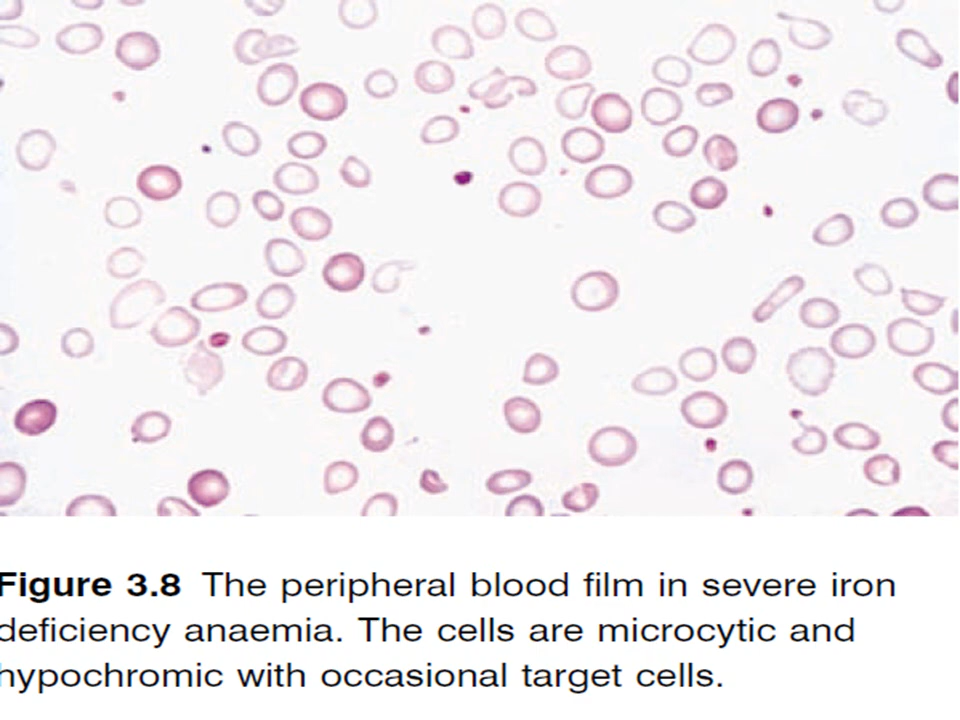 Figure 3.8 The peripheral blood film in severe iron
deficiency anaemia. The cells are microcytic and
hypochromic with occasional target cells.